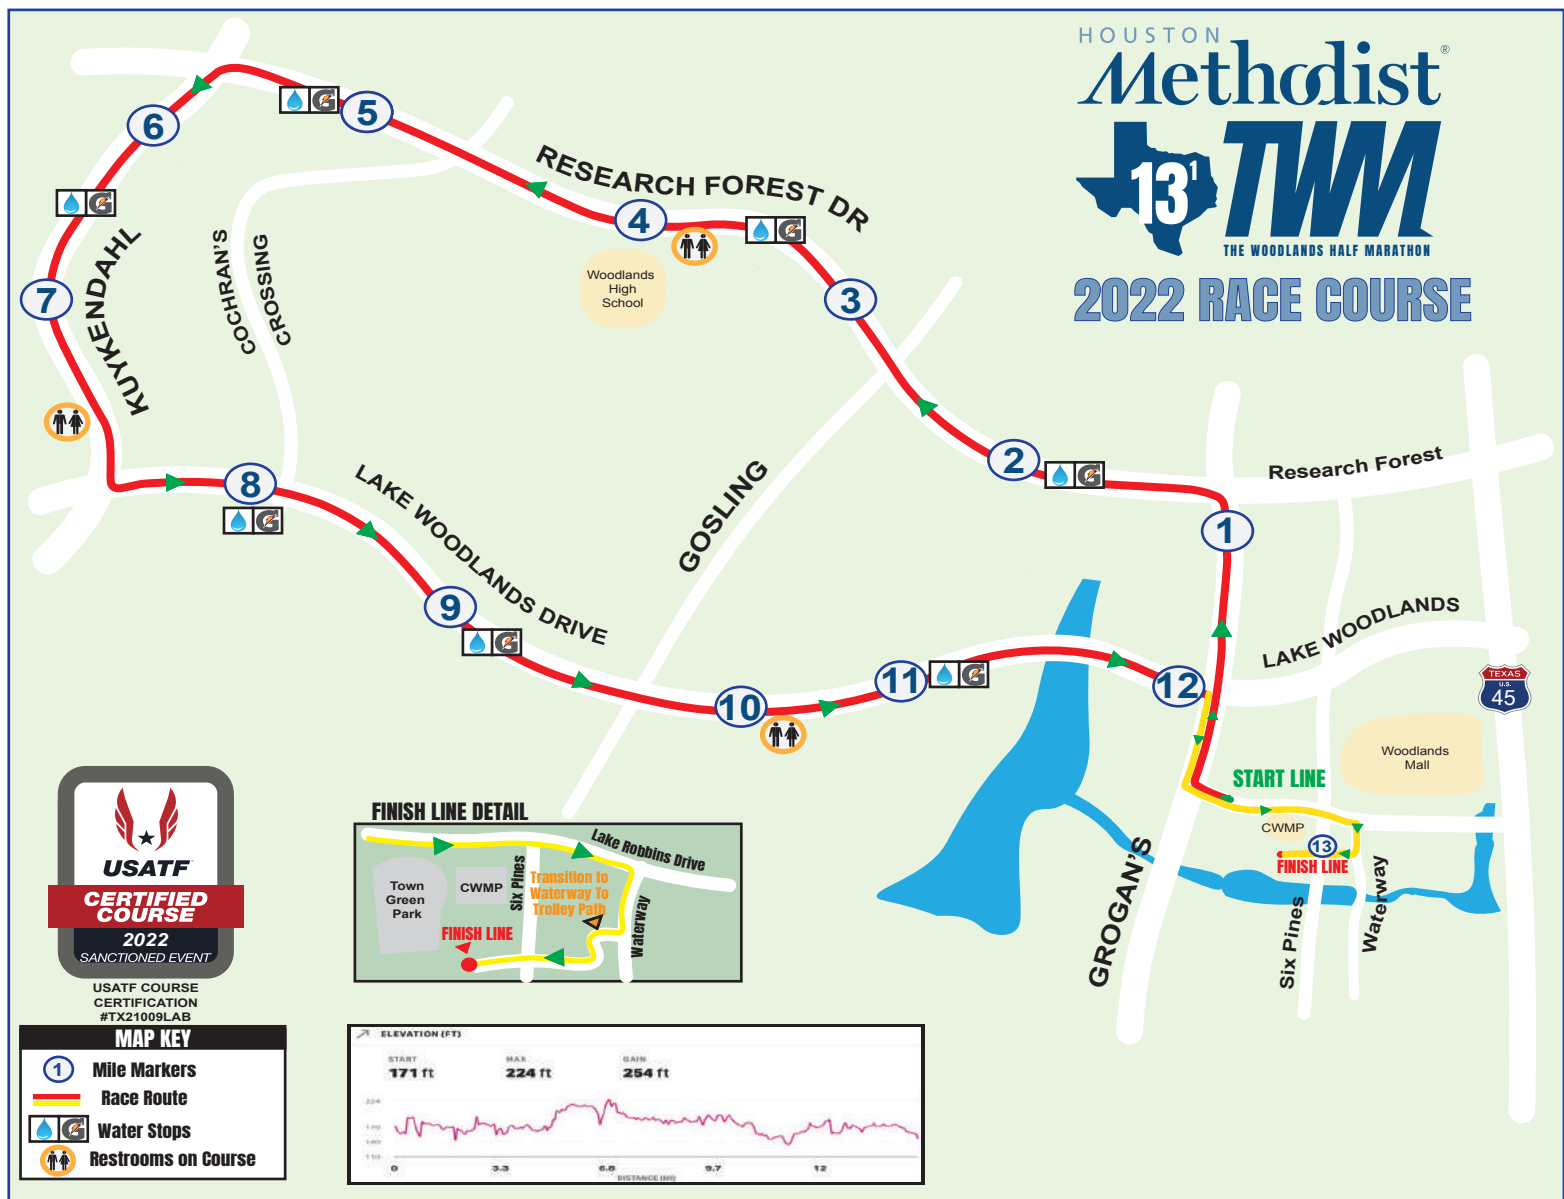 HOUSTON
Methodist®
13¹ TWM
THE WOODLANDS HALF MARATHON
2022 RACE COURSE
5
6
RESEARCH FOREST DR
4
Woodlands
High
School
3
7
KUYKENDAHL
COCHRAN'S
CROSSING
2
Research Forest
1
8
LAKE WOODLANDS DRIVE
GOSLING
9
LAKE WOODLANDS
10
11
12
TEXAS
U.S.
45
Woodlands
Mall
START LINE
CWMP
13
FINISH LINE
GROGAN'S
Six Pines
Waterway
USATF
CERTIFIED
COURSE
2022
SANCTIONED EVENT
USATF COURSE
CERTIFICATION
#TX21009LAB
FINISH LINE DETAIL
Lake Robbins Drive
Town
Green
Park
CWMP
Six Pines
Transition to
Waterway To
Trolley Path
FINISH LINE
Waterway
MAP KEY
1 Mile Markers
Race Route
Water Stops
Restrooms on Course
ELEVATION (FT)
START MAX GAIN
171 ft 224 ft 254 ft
0 3.3 6.6 9.7 12
DISTANCE (MI)